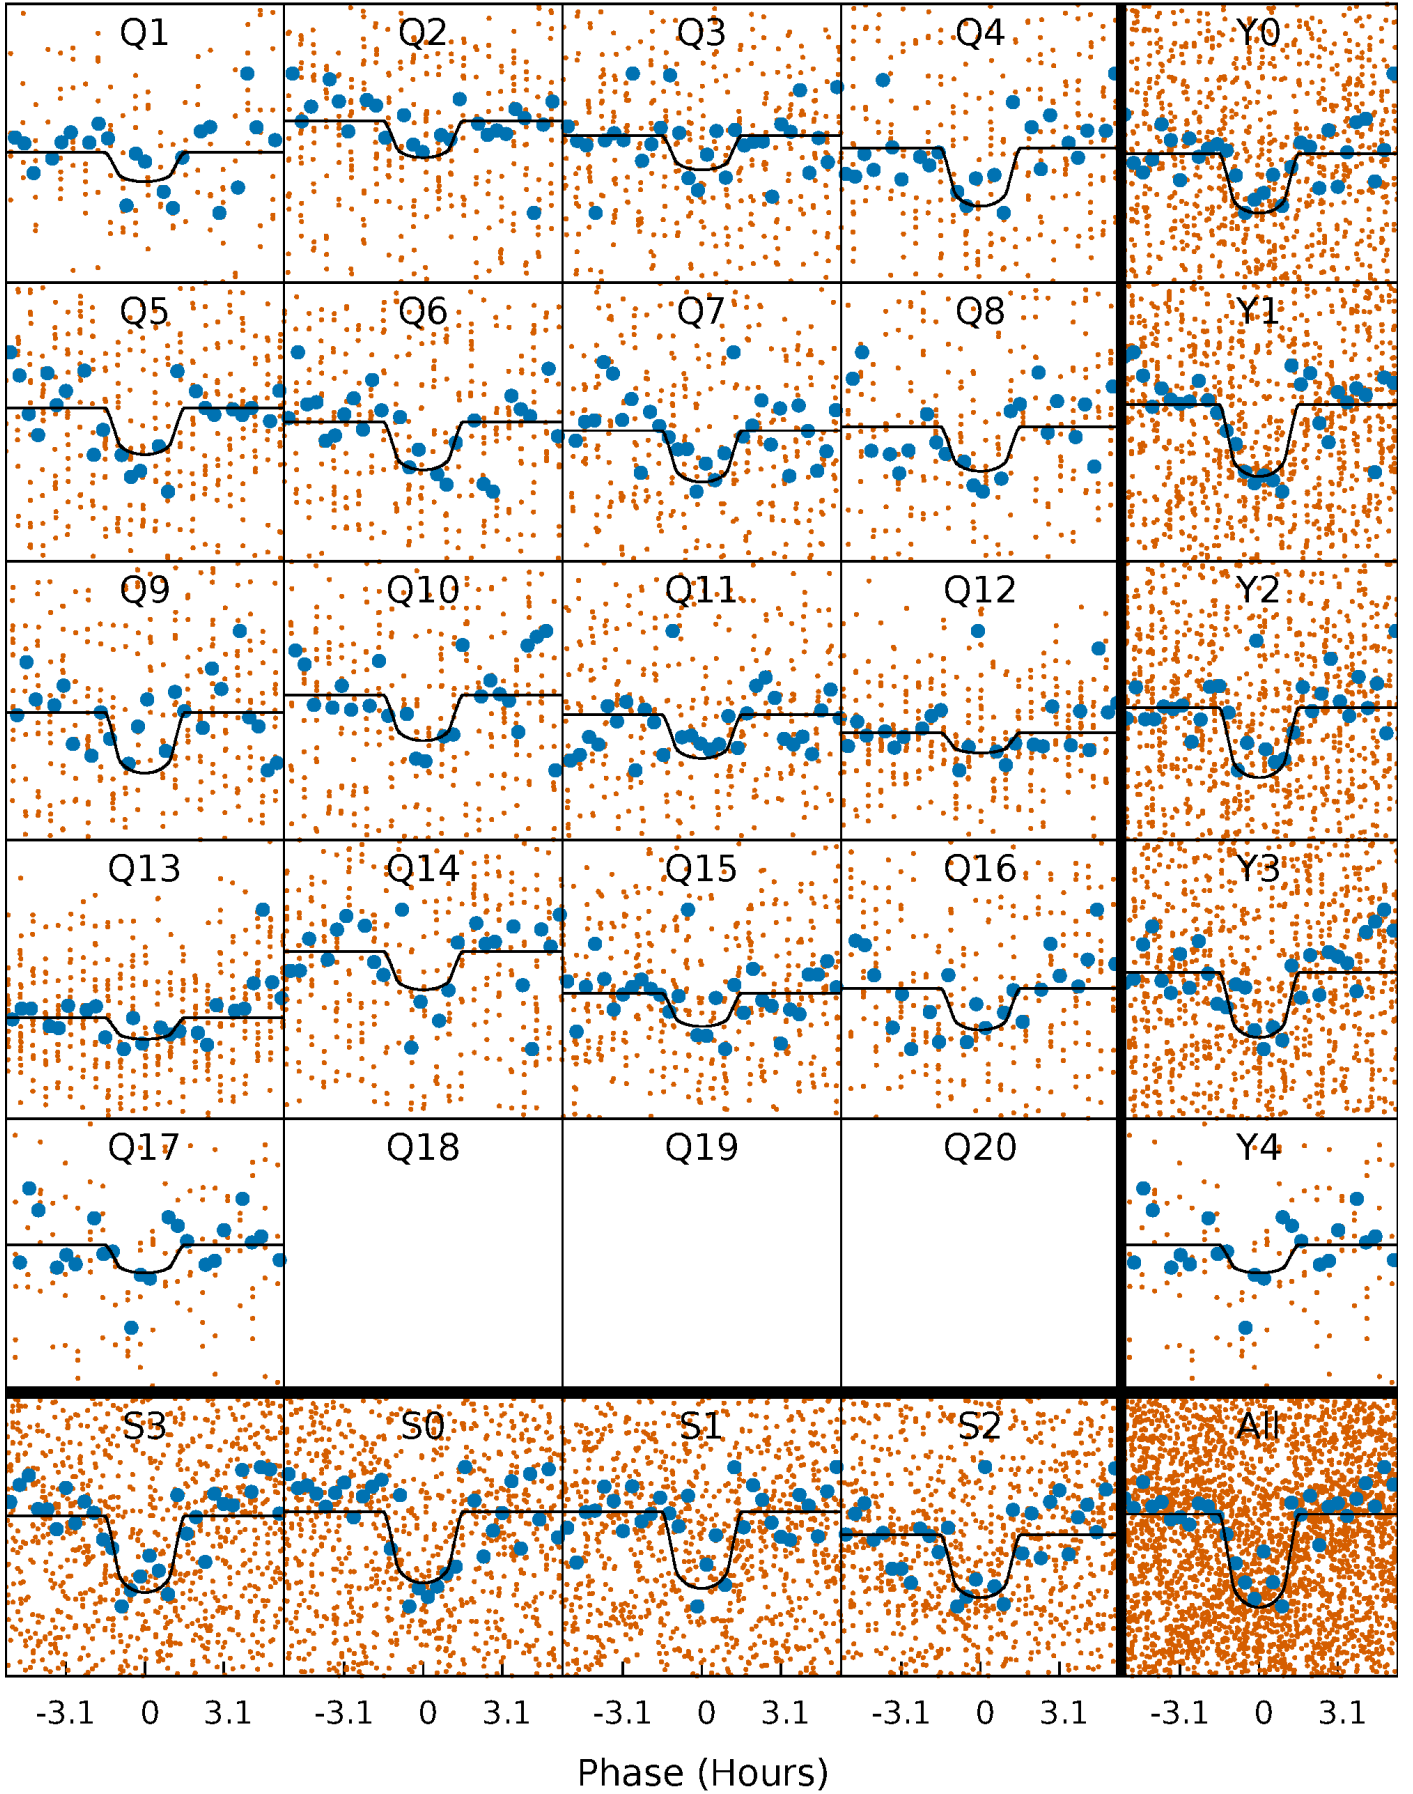 Q1 Q2 Q3 Q4 Y0
Q5 Q6 Q7 Q8 Y1
Q9 Q10 Q11 Q12 Y2
Q13 Q14 Q15 Q16 Y3
Q17 Q18 Q19 Q20 Y4
S3 S0 S1 S2 All
-3.1 0 3.1 -3.1 0 3.1 -3.1 0 3.1 -3.1 0 3.1 -3.1 0 3.1
Phase (Hours)